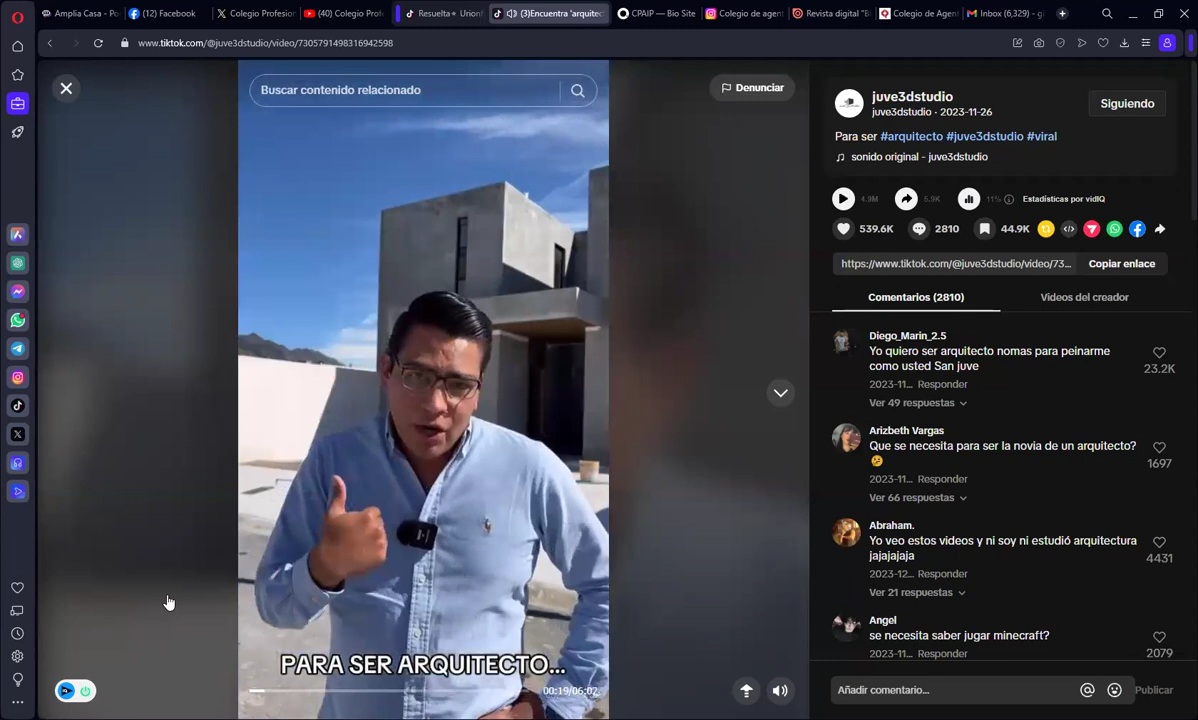 Amplia Casa - Po
(12) Facebook
Colegio Profesion
(40) Colegio Profe
Resuelta⭐ Uriont
(3)Encuentra 'arquitec
CPAIP — Bio Site
Colegio de agen
Revista digital "B
Colegio de Agent
Inbox (6,329) - g
www.tiktok.com/@juve3dstudio/video/7305791498316942598
Buscar contenido relacionado
Denunciar
PARA SER ARQUITECTO...
00:19/06:02
juve3dstudio
juve3dstudio · 2023-11-26
Siguiendo
Para ser #arquitecto #juve3dstudio #viral
sonido original - juve3dstudio
4.9M
5.9K
11%
Estadísticas por vidIQ
539.6K
2810
44.9K
https://www.tiktok.com/@juve3dstudio/video/73...
Copiar enlace
Comentarios (2810)
Videos del creador
Diego_Marin_2.5
Yo quiero ser arquitecto nomas para peinarme
como usted San juve
23.2K
2023-11... Responder
Ver 49 respuestas
Arizbeth Vargas
Que se necesita para ser la novia de un arquitecto?
1697
2023-11... Responder
Ver 66 respuestas
Abraham.
Yo veo estos videos y ni soy ni estudió arquitectura
jajajajaja
4431
2023-12... Responder
Ver 21 respuestas
Angel
se necesita saber jugar minecraft?
2079
2023-11... Responder
Añadir comentario...
Publicar